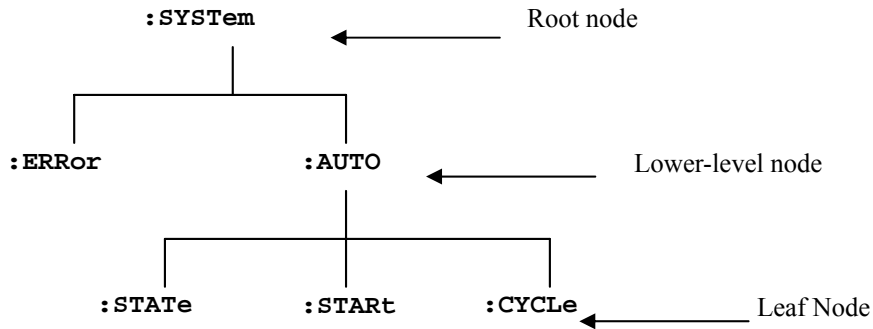 :SYSTem Root node
:ERRor :AUTO Lower-level node
:STATe :STARt :CYCLe Leaf Node